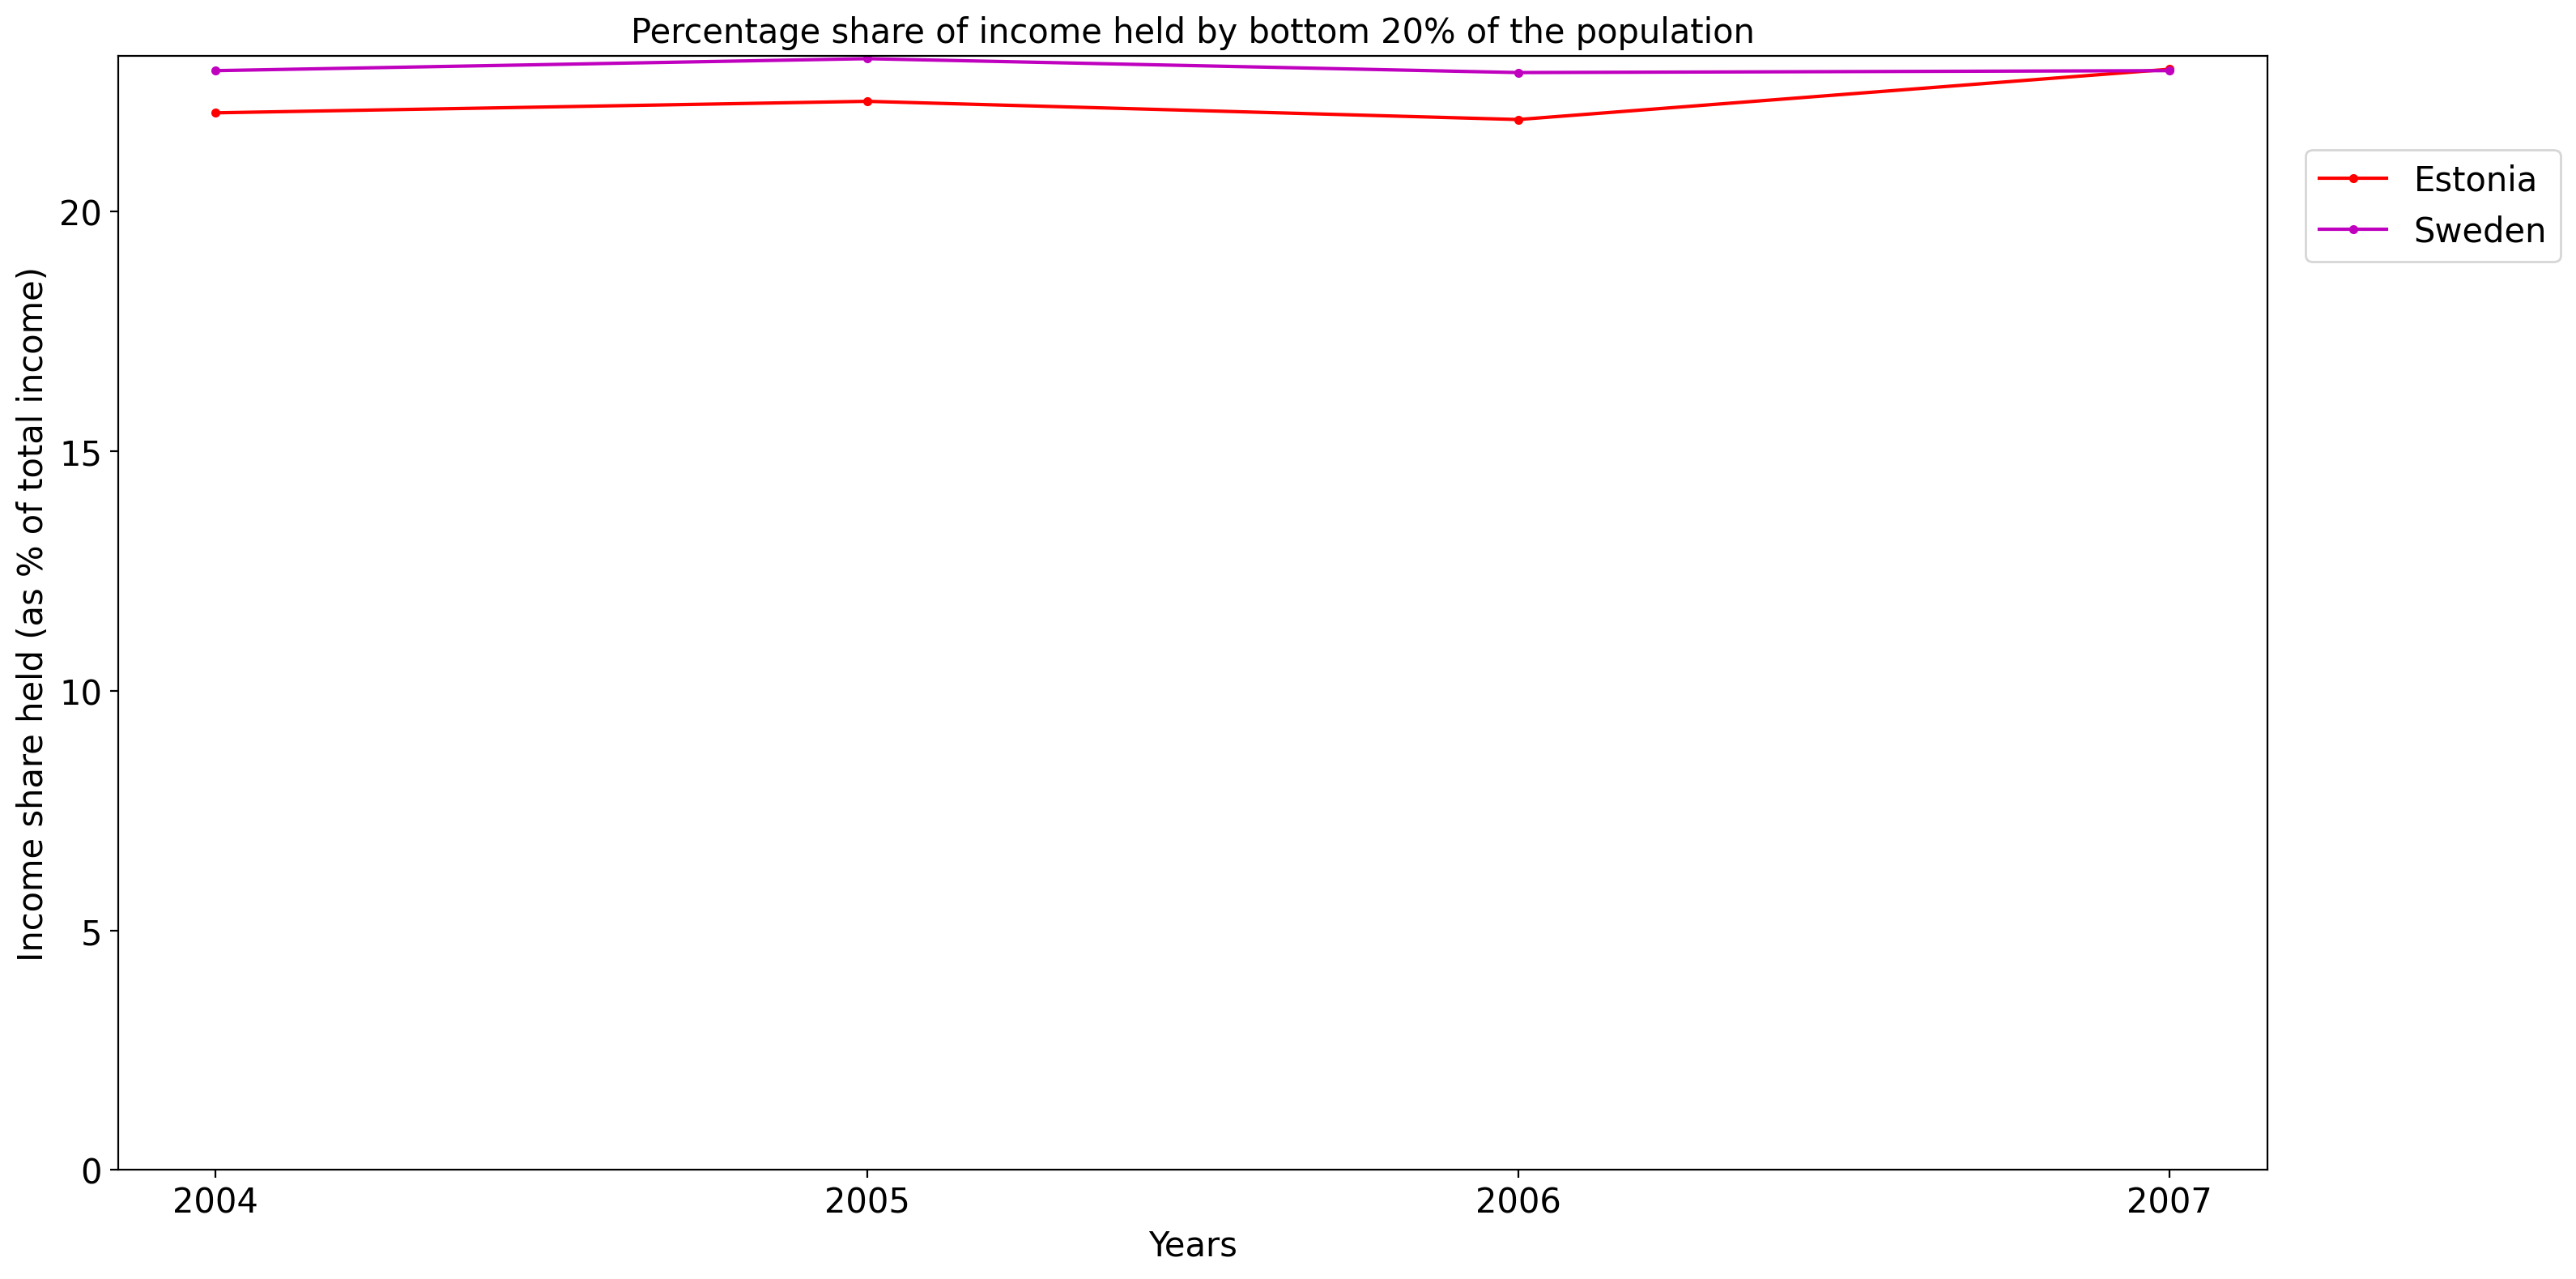 Percentage share of income held by bottom 20% of the population
Income share held (as % of total income)
20
15
10
5
0
2004 2005 2006 2007
Years
Estonia
Sweden